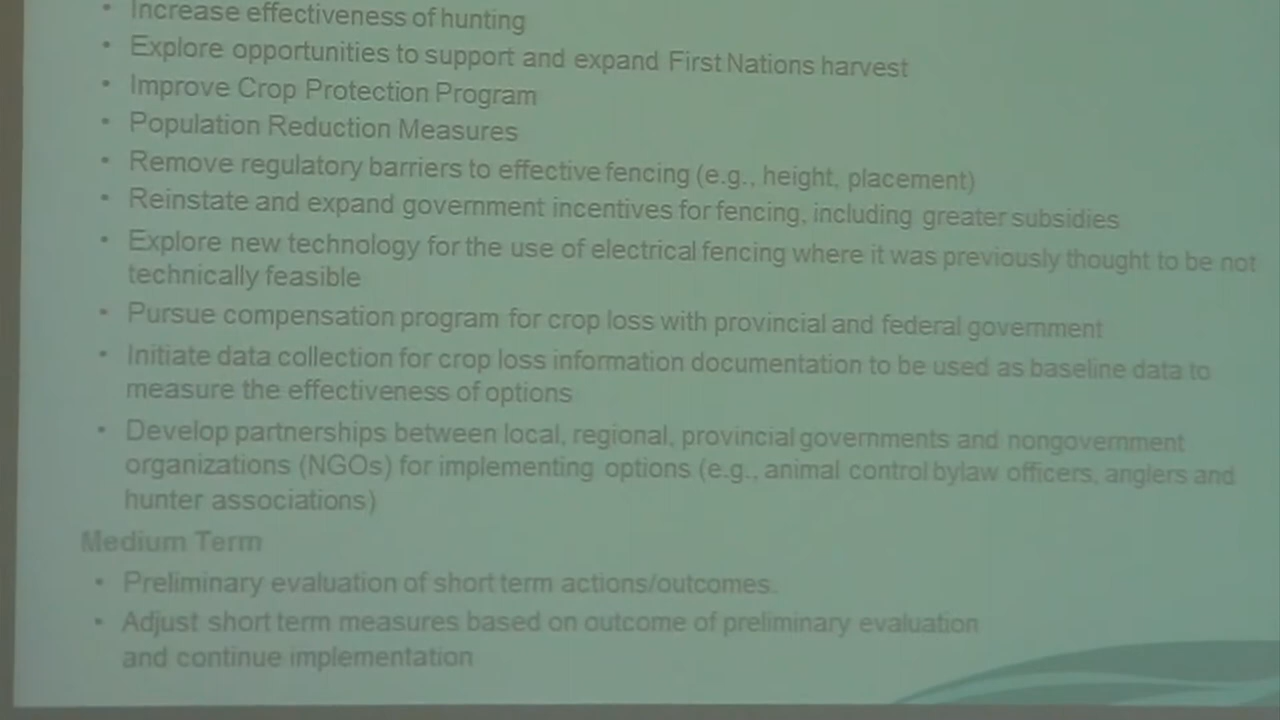 • Increase effectiveness of hunting
• Explore opportunities to support and expand First Nations harvest
• Improve Crop Protection Program
• Population Reduction Measures
• Remove regulatory barriers to effective fencing (e.g., height, placement)
• Reinstate and expand government incentives for fencing, including greater subsidies
• Explore new technology for the use of electrical fencing where it was previously thought to be not
technically feasible
• Pursue compensation program for crop loss with provincial and federal government
• Initiate data collection for crop loss information documentation to be used as baseline data to
measure the effectiveness of options
• Develop partnerships between local, regional, provincial governments and nongovernment
organizations (NGOs) for implementing options (e.g., animal control bylaw officers, anglers and
hunter associations)
Medium Term
• Preliminary evaluation of short term actions/outcomes.
• Adjust short term measures based on outcome of preliminary evaluation
and continue implementation